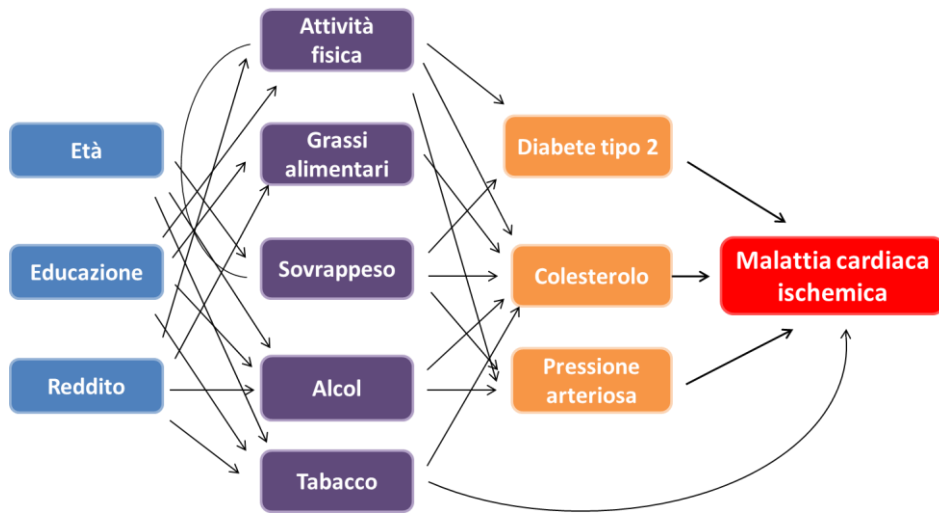 Attività
fisica
Età
Grassi
alimentari
Diabete tipo 2
Educazione
Sovrappeso
Colesterolo
Malattia cardiaca
ischemica
Reddito
Alcol
Pressione
arteriosa
Tabacco